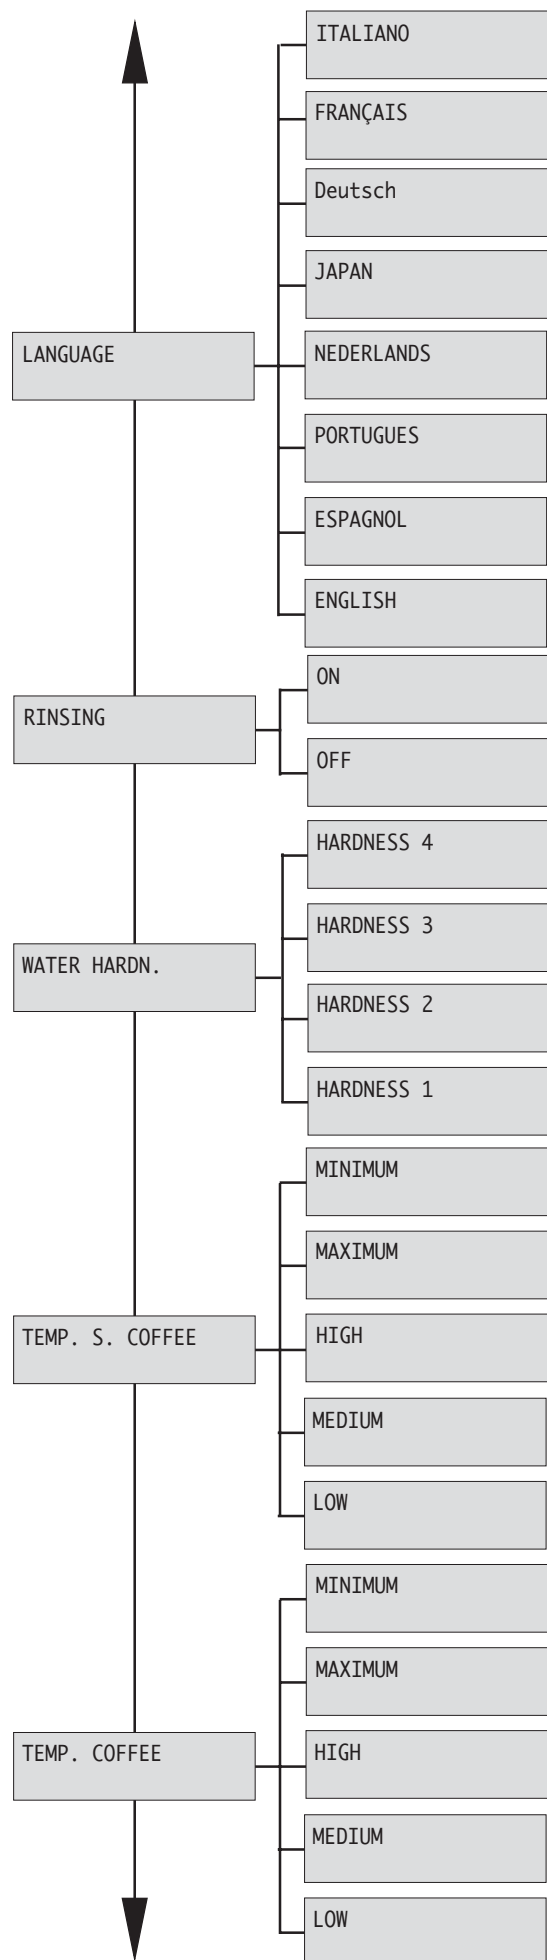 LANGUAGE
ITALIANO
FRANÇAIS
Deutsch
JAPAN
NEDERLANDS
PORTUGUES
ESPAGNOL
ENGLISH
RINSING
ON
OFF
WATER HARDN.
HARDNESS 4
HARDNESS 3
HARDNESS 2
HARDNESS 1
TEMP. S. COFFEE
MINIMUM
MAXIMUM
HIGH
MEDIUM
LOW
TEMP. COFFEE
MINIMUM
MAXIMUM
HIGH
MEDIUM
LOW